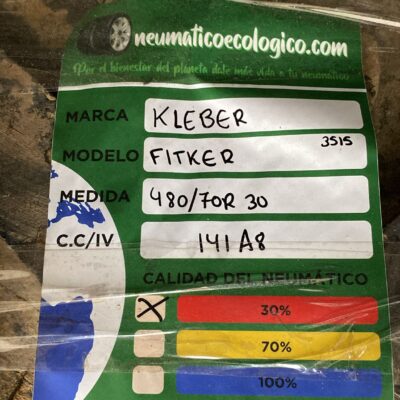 neumaticoecologico.com
Por el bienestar del planeta date más vida a tu neumático
MARCA KLEBER
MODELO FITKER 3515
MEDIDA 480/70R 30
C.C/IV 141 A8
CALIDAD DEL NEUMÁTICO
X 30%
70%
100%